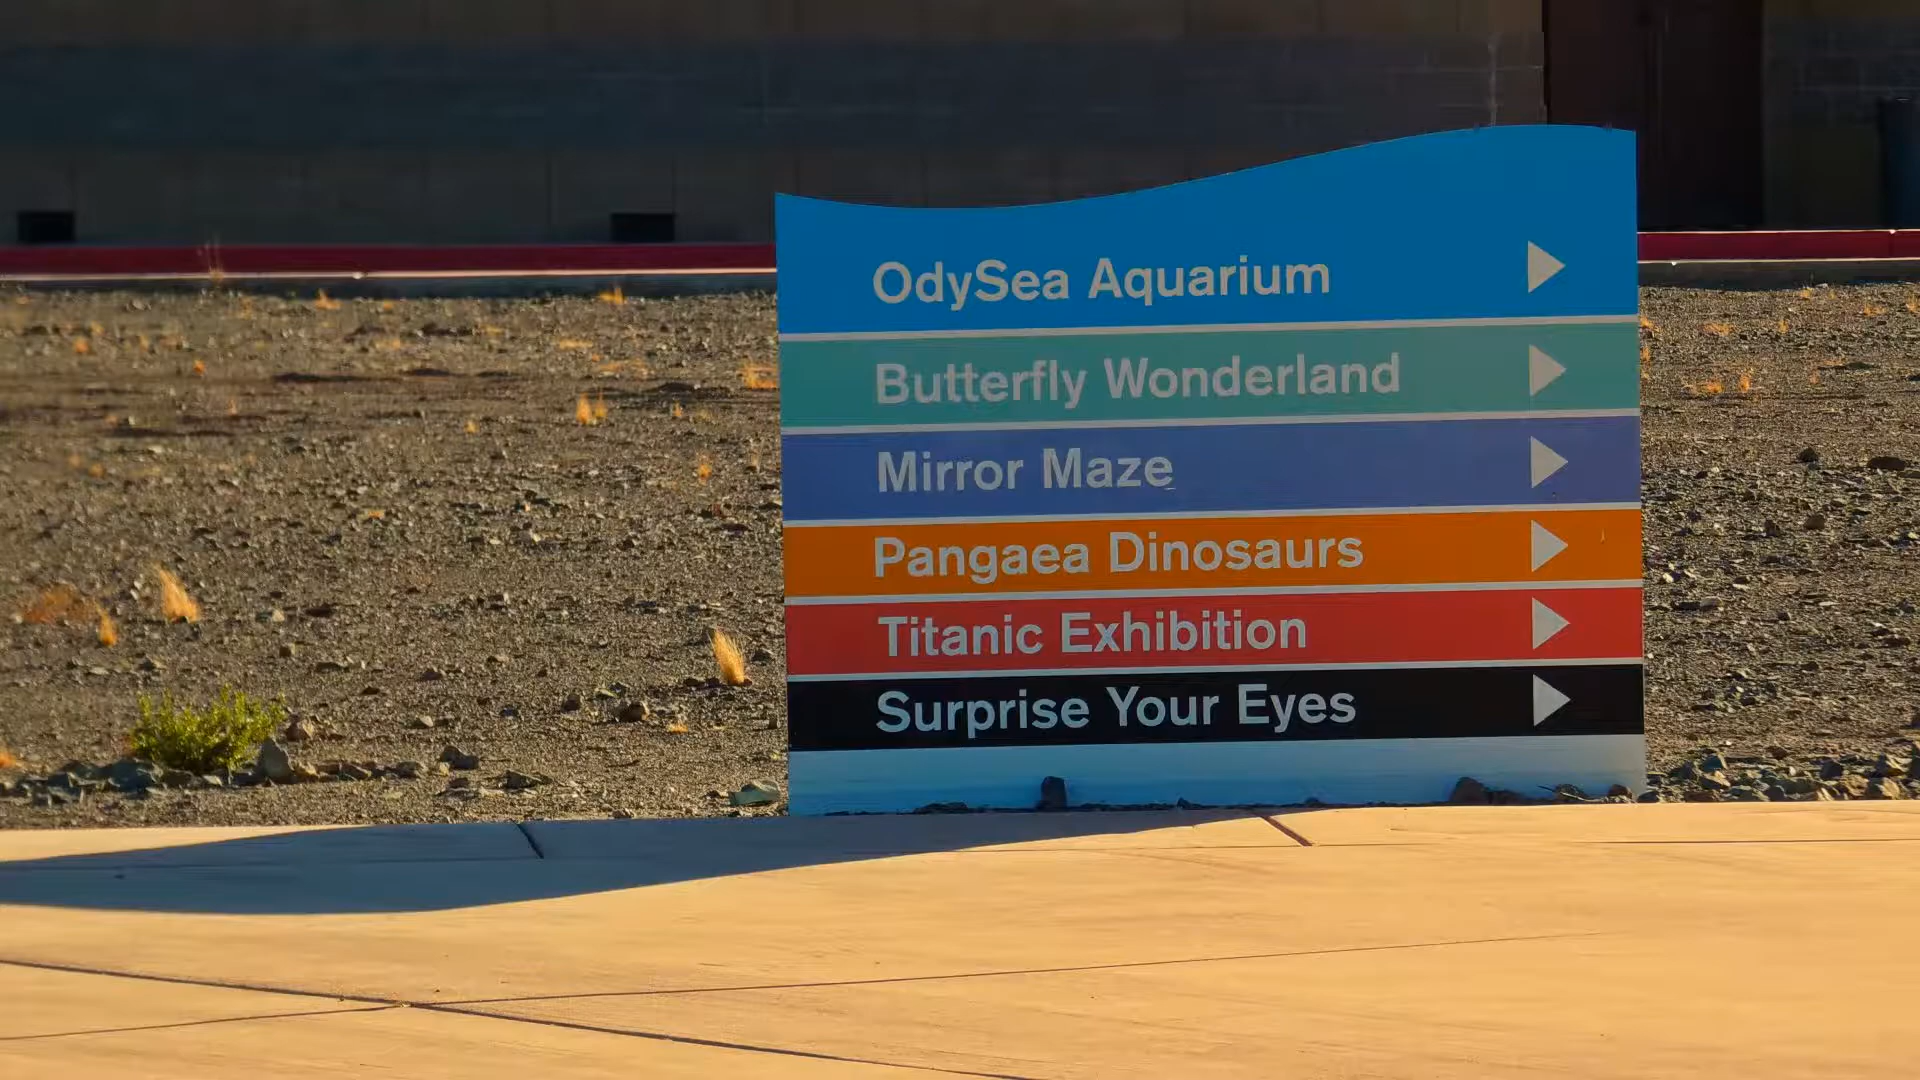 OdySea Aquarium
Butterfly Wonderland
Mirror Maze
Pangaea Dinosaurs
Titanic Exhibition
Surprise Your Eyes